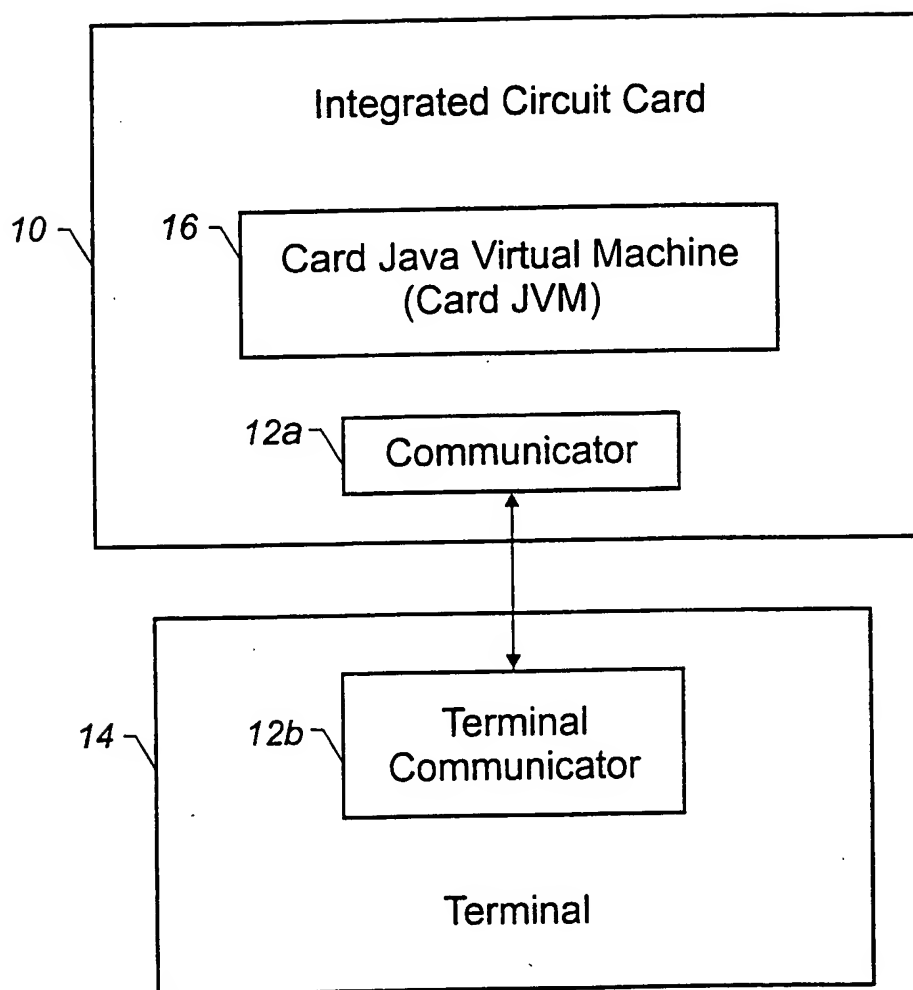 Integrated Circuit Card
10
16
Card Java Virtual Machine
(Card JVM)
12a
Communicator
14
12b
Terminal
Communicator
Terminal